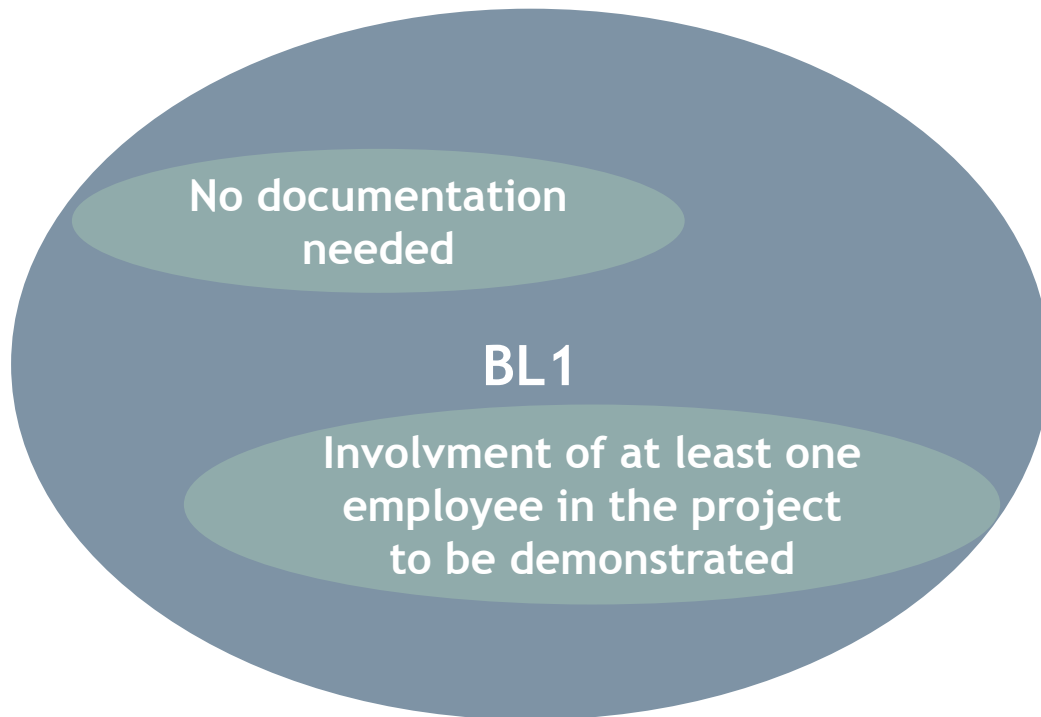 No documentation
needed
BL1
Involvment of at least one
employee in the project
to be demonstrated